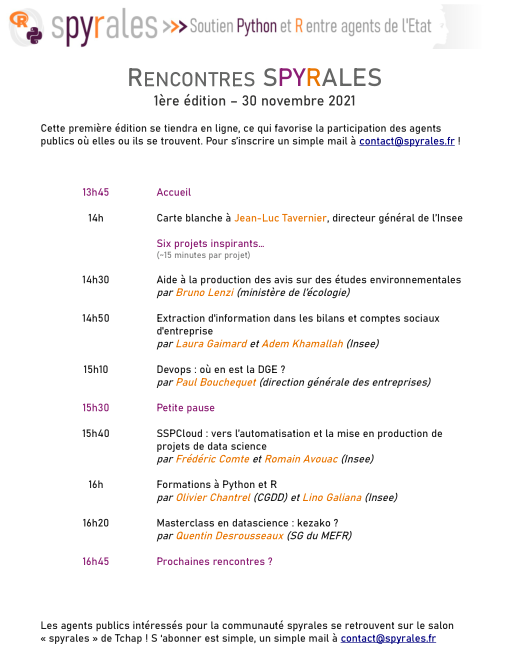 R spyrales >>> Soutien Python et R entre agents de l'Etat
RENCONTRES SPYRALES
1ère édition – 30 novembre 2021
Cette première édition se tiendra en ligne, ce qui favorise la participation des agents
publics où elles ou ils se trouvent. Pour s'inscrire un simple mail à contact@spyrales.fr !
13h45 Accueil
14h Carte blanche à Jean-Luc Tavernier, directeur général de l'Insee
Six projets inspirants…
(~15 minutes par projet)
14h30 Aide à la production des avis sur des études environnementales
par Bruno Lenzi (ministère de l'écologie)
14h50 Extraction d'information dans les bilans et comptes sociaux
d'entreprise
par Laura Gaimard et Adem Khamallah (Insee)
15h10 Devops : où en est la DGE ?
par Paul Bouchequet (direction générale des entreprises)
15h30 Petite pause
15h40 SSPCloud : vers l'automatisation et la mise en production de
projets de data science
par Frédéric Comte et Romain Avouac (Insee)
16h Formations à Python et R
par Olivier Chantrel (CGDD) et Lino Galiana (Insee)
16h20 Masterclass en datascience : kezako ?
par Quentin Desrousseaux (SG du MEFR)
16h45 Prochaines rencontres ?
Les agents publics intéressés pour la communauté spyrales se retrouvent sur le salon
« spyrales » de Tchap ! S 'abonner est simple, un simple mail à contact@spyrales.fr